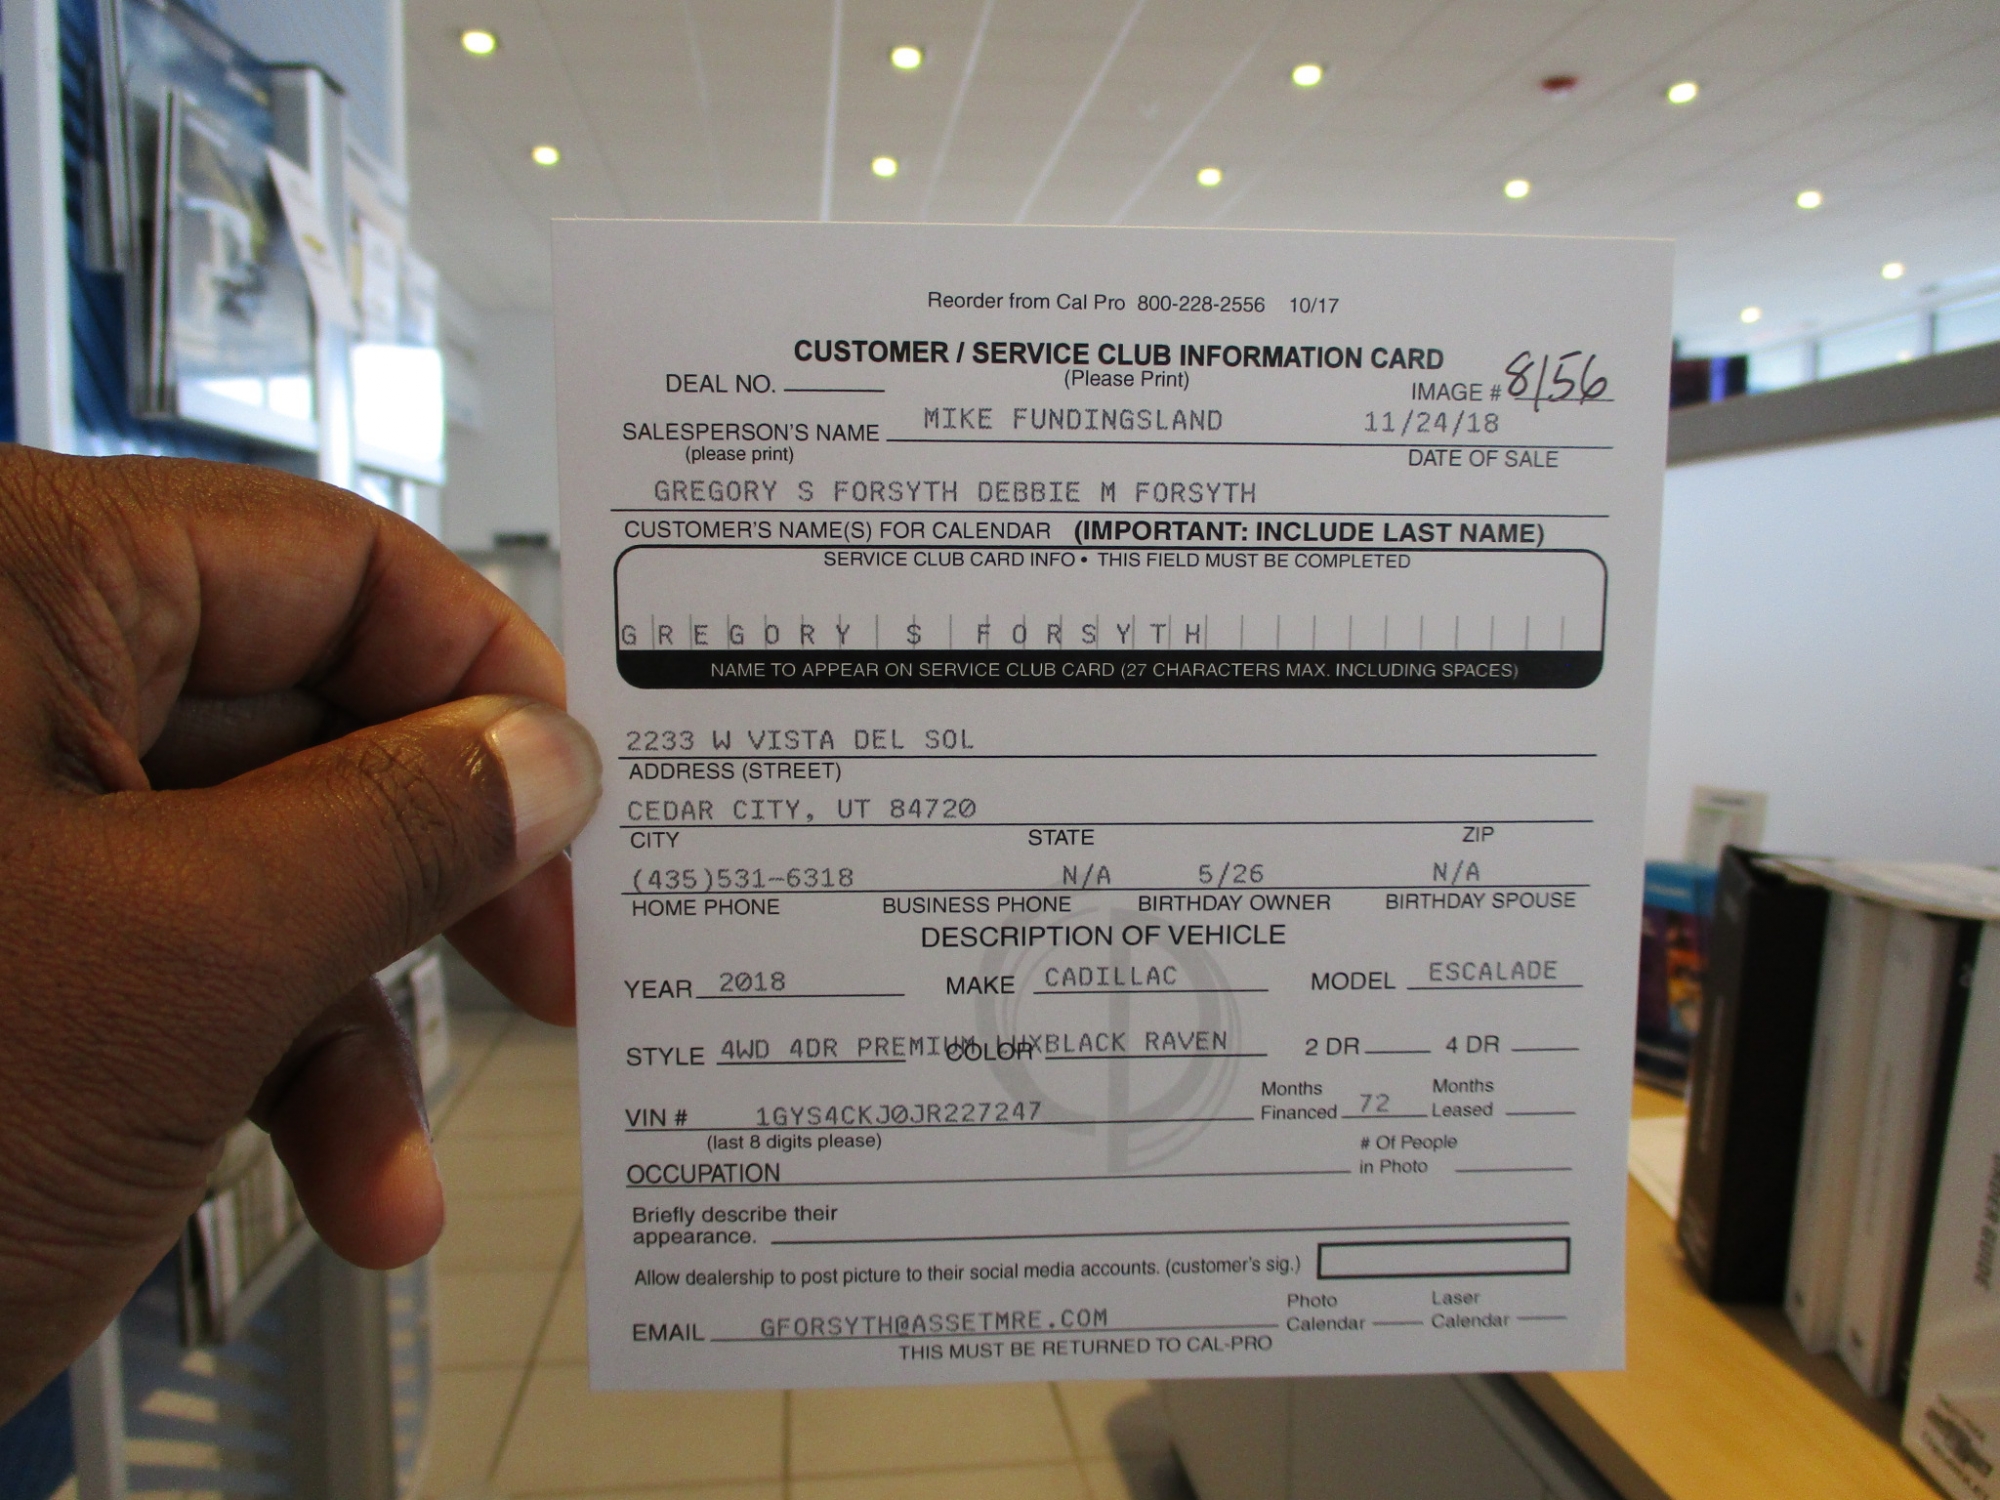 Reorder from Cal Pro 800-228-2556 10/17
CUSTOMER / SERVICE CLUB INFORMATION CARD
DEAL NO. (Please Print) IMAGE # 8156
SALESPERSON'S NAME MIKE FUNDINGSLAND 11/24/18
(please print) DATE OF SALE
GREGORY S FORSYTH DEBBIE M FORSYTH
CUSTOMER'S NAME(S) FOR CALENDAR (IMPORTANT: INCLUDE LAST NAME)
SERVICE CLUB CARD INFO • THIS FIELD MUST BE COMPLETED
GREGORY S FORSYTH
NAME TO APPEAR ON SERVICE CLUB CARD (27 CHARACTERS MAX. INCLUDING SPACES)
2233 W VISTA DEL SOL
ADDRESS (STREET)
CEDAR CITY, UT 84720
CITY STATE ZIP
(435)531-6318 N/A 5/26 N/A
HOME PHONE BUSINESS PHONE BIRTHDAY OWNER BIRTHDAY SPOUSE
DESCRIPTION OF VEHICLE
YEAR 2018 MAKE CADILLAC MODEL ESCALADE
STYLE 4WD 4DR PREMIUM LUX COLOR BLACK RAVEN 2 DR 4 DR
VIN # 1GYS4CKJ0JR227247 Months Financed 72 Months Leased
(last 8 digits please)
OCCUPATION # Of People in Photo
Briefly describe their
appearance.
Allow dealership to post picture to their social media accounts. (customer's sig.)
EMAIL GFORSYTH@ASSETMRE.COM Photo Calendar Laser Calendar
THIS MUST BE RETURNED TO CAL-PRO